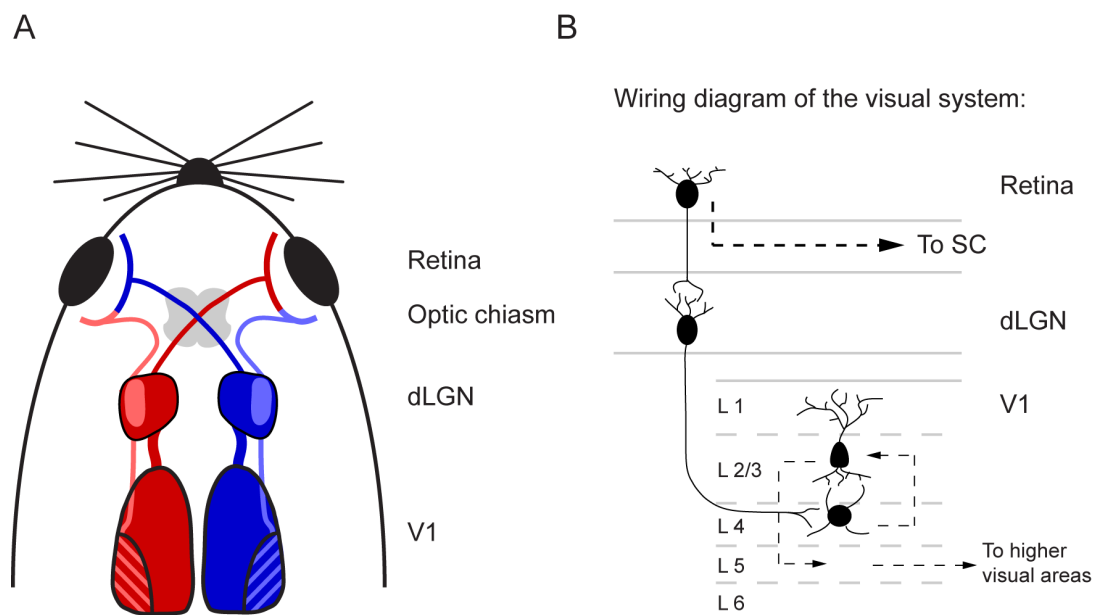 A
Retina
Optic chiasm
dLGN
V1
B
Wiring diagram of the visual system:
Retina
To SC
dLGN
V1
L 1
L 2/3
L 4
L 5
L 6
To higher
visual areas